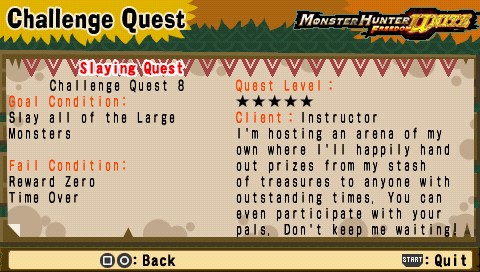 Challenge Quest
MONSTER HUNTER
FREEDOM UNITE
Slaying Quest
Challenge Quest 8
Goal Condition:
Slay all of the Large
Monsters
Fail Condition:
Reward Zero
Time Over
Quest Level:
★★★★★
Client: Instructor
I'm hosting an arena of my
own where I'll happily hand
out prizes from my stash
of treasures to anyone with
outstanding times. You can
even participate with your
pals. Don't keep me waiting!
: Back
START: Quit